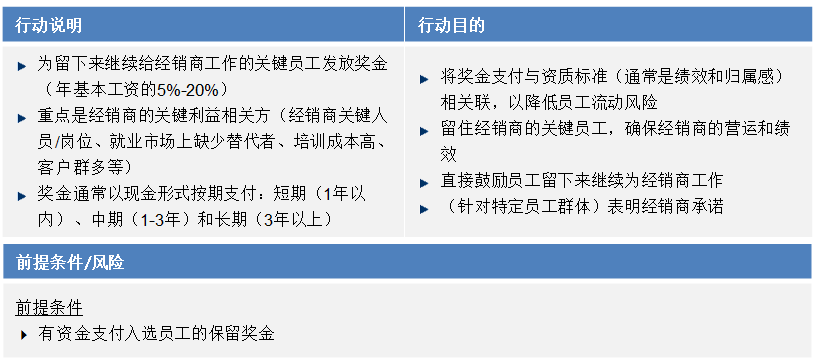 行动说明
为留下来继续给经销商工作的关键员工发放奖金
（年基本工资的5%-20%）
重点是经销商的关键利益相关方（经销商关键人
员/岗位、就业市场上缺少替代者、培训成本高、
客户群多等）
奖金通常以现金形式按期支付：短期（1年以
内）、中期（1-3年）和长期（3年以上）
行动目的
将奖金支付与资质标准（通常是绩效和归属感）
相关联，以降低员工流动风险
留住经销商的关键员工，确保经销商的营运和绩
效
直接鼓励员工留下来继续为经销商工作
（针对特定员工群体）表明经销商承诺
前提条件/风险
前提条件
有资金支付入选员工的保留奖金